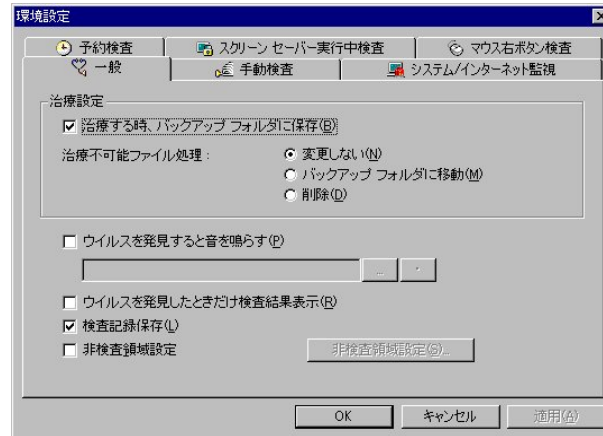 環境設定
予約検査 スクリーン セーバー実行中検査 マウス右ボタン検査
一般 手動検査 システム/インターネット監視
治療設定
治療する時、バックアップ フォルダに保存(B)
治療不可能ファイル処理 : 変更しない(N)
バックアップ フォルダに移動(M)
削除(D)
ウイルスを発見すると音を鳴らす(P)
...
ウイルスを発見したときだけ検査結果表示(R)
検査記録保存(L)
非検査領域設定 非検査領域設定(S)...
OK キャンセル 適用(A)